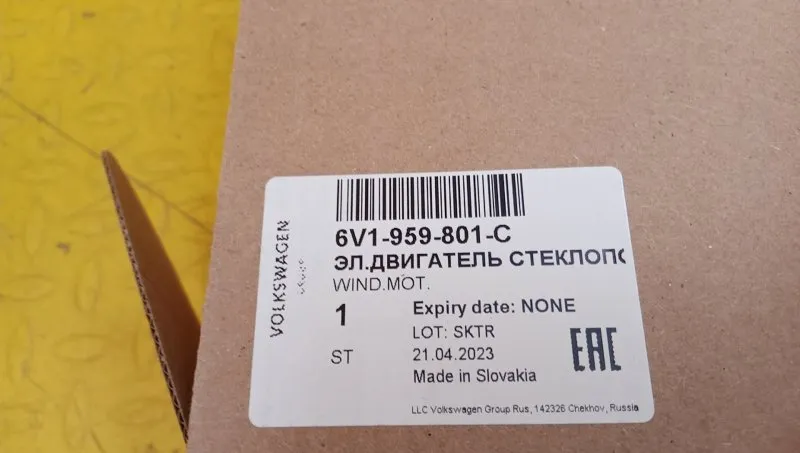 VOLKSWAGEN
6V1-959-801-C
ЭЛ.ДВИГАТЕЛЬ СТЕКЛОПО
WIND.MOT.
1
Expiry date: NONE
LOT: SKTR
ST
21.04.2023
EAC
Made in Slovakia
LLC Volkswagen Group Rus, 142326 Chekhov, Russia